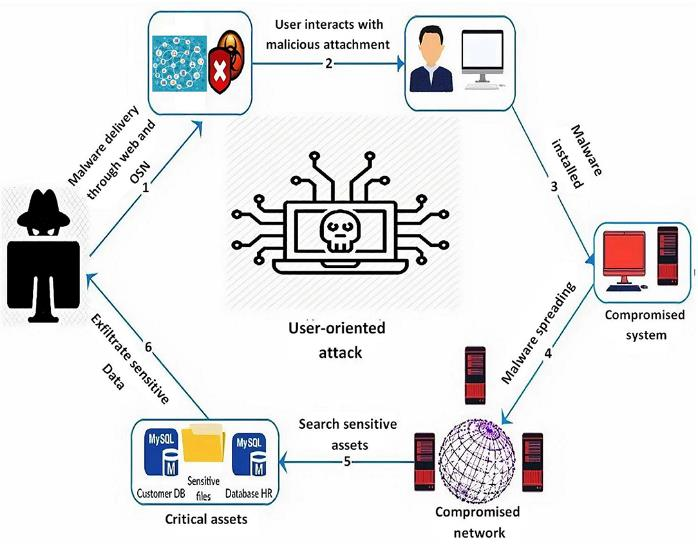 User interacts with
malicious attachment
2
Malware delivery
through web and
OSN
1
Malware
installed
3
Compromised
system
Malware spreading
4
User-oriented
attack
Exfiltrate sensitive
Data
6
Search sensitive
assets
5
MySQL
Customer DB
Sensitive
files
MySQL
Database HR
Critical assets
Compromised
network